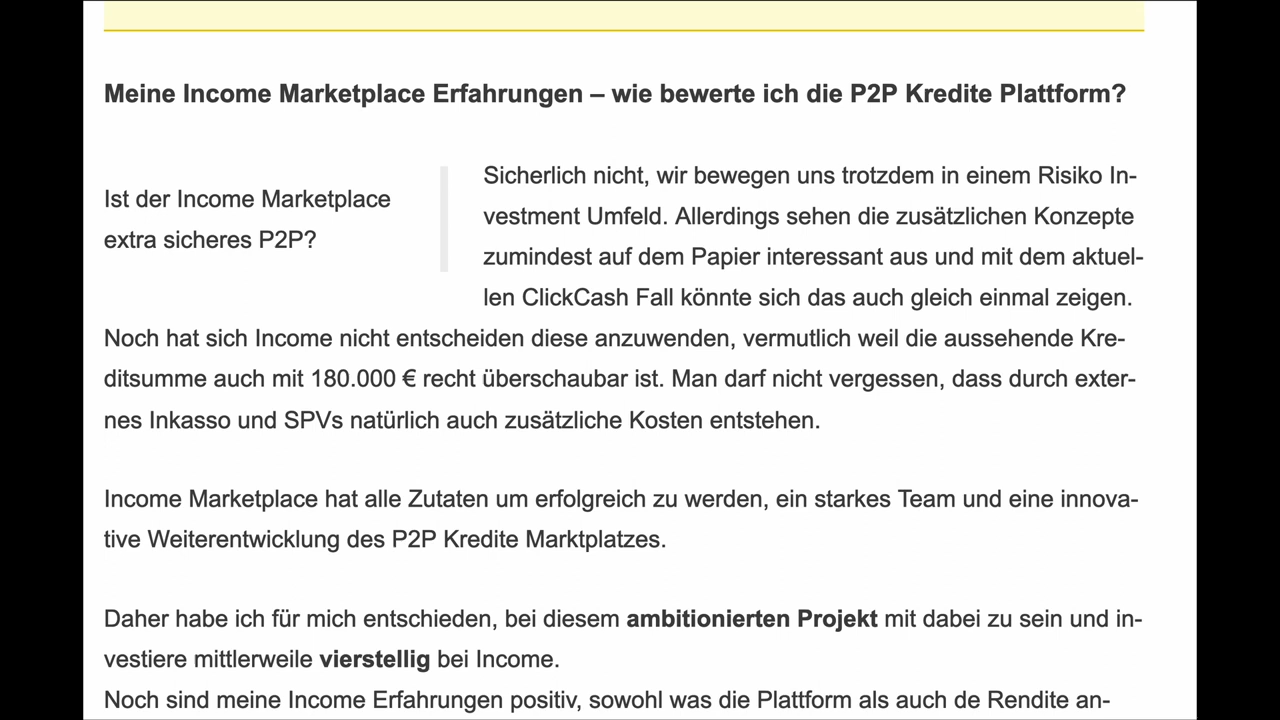 Meine Income Marketplace Erfahrungen – wie bewerte ich die P2P Kredite Plattform?
Ist der Income Marketplace
extra sicheres P2P?
Sicherlich nicht, wir bewegen uns trotzdem in einem Risiko In-
vestment Umfeld. Allerdings sehen die zusätzlichen Konzepte
zumindest auf dem Papier interessant aus und mit dem aktuel-
len ClickCash Fall könnte sich das auch gleich einmal zeigen.
Noch hat sich Income nicht entscheiden diese anzuwenden, vermutlich weil die aussehende Kre-
ditsumme auch mit 180.000 € recht überschaubar ist. Man darf nicht vergessen, dass durch exter-
nes Inkasso und SPVs natürlich auch zusätzliche Kosten entstehen.
Income Marketplace hat alle Zutaten um erfolgreich zu werden, ein starkes Team und eine innova-
tive Weiterentwicklung des P2P Kredite Marktplatzes.
Daher habe ich für mich entschieden, bei diesem ambitionierten Projekt mit dabei zu sein und in-
vestiere mittlerweile vierstellig bei Income.
Noch sind meine Income Erfahrungen positiv, sowohl was die Plattform als auch de Rendite an-